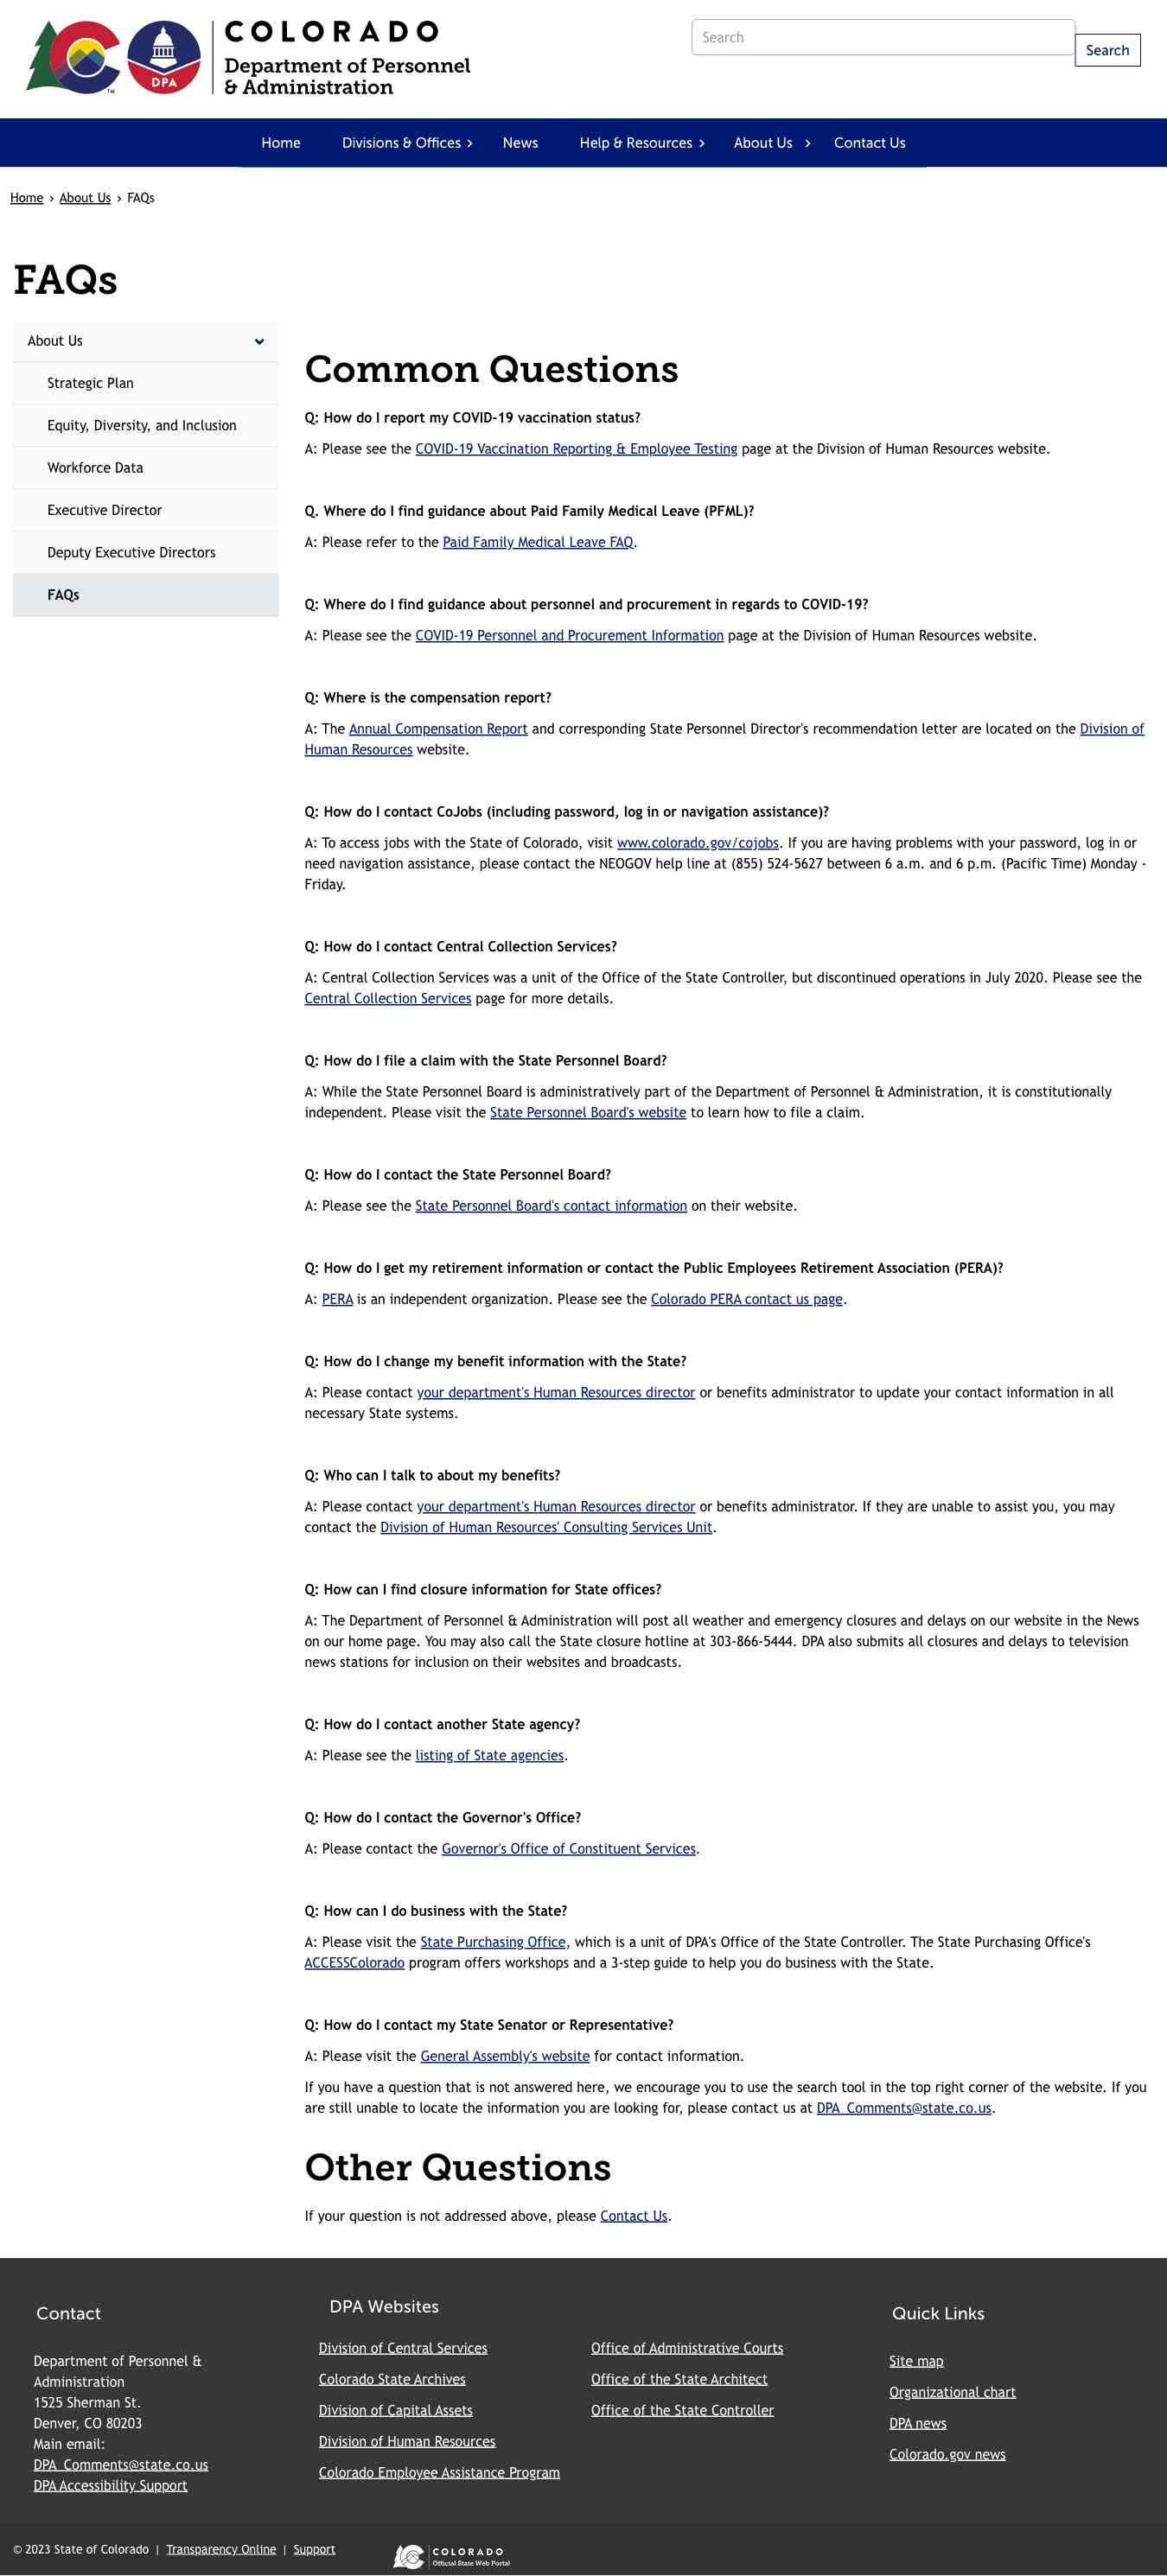 COLORADO
Department of Personnel
& Administration
DPA
TM
Search
Search
Home
Divisions & Offices
News
Help & Resources
About Us
Contact Us
Home › About Us › FAQs
FAQs
About Us
Strategic Plan
Equity, Diversity, and Inclusion
Workforce Data
Executive Director
Deputy Executive Directors
FAQs
Common Questions
Q: How do I report my COVID-19 vaccination status?
A: Please see the COVID-19 Vaccination Reporting & Employee Testing page at the Division of Human Resources website.
Q. Where do I find guidance about Paid Family Medical Leave (PFML)?
A: Please refer to the Paid Family Medical Leave FAQ.
Q: Where do I find guidance about personnel and procurement in regards to COVID-19?
A: Please see the COVID-19 Personnel and Procurement Information page at the Division of Human Resources website.
Q: Where is the compensation report?
A: The Annual Compensation Report and corresponding State Personnel Director's recommendation letter are located on the Division of
Human Resources website.
Q: How do I contact CoJobs (including password, log in or navigation assistance)?
A: To access jobs with the State of Colorado, visit www.colorado.gov/cojobs. If you are having problems with your password, log in or
need navigation assistance, please contact the NEOGOV help line at (855) 524-5627 between 6 a.m. and 6 p.m. (Pacific Time) Monday -
Friday.
Q: How do I contact Central Collection Services?
A: Central Collection Services was a unit of the Office of the State Controller, but discontinued operations in July 2020. Please see the
Central Collection Services page for more details.
Q: How do I file a claim with the State Personnel Board?
A: While the State Personnel Board is administratively part of the Department of Personnel & Administration, it is constitutionally
independent. Please visit the State Personnel Board's website to learn how to file a claim.
Q: How do I contact the State Personnel Board?
A: Please see the State Personnel Board's contact information on their website.
Q: How do I get my retirement information or contact the Public Employees Retirement Association (PERA)?
A: PERA is an independent organization. Please see the Colorado PERA contact us page.
Q: How do I change my benefit information with the State?
A: Please contact your department's Human Resources director or benefits administrator to update your contact information in all
necessary State systems.
Q: Who can I talk to about my benefits?
A: Please contact your department's Human Resources director or benefits administrator. If they are unable to assist you, you may
contact the Division of Human Resources' Consulting Services Unit.
Q: How can I find closure information for State offices?
A: The Department of Personnel & Administration will post all weather and emergency closures and delays on our website in the News
on our home page. You may also call the State closure hotline at 303-866-5444. DPA also submits all closures and delays to television
news stations for inclusion on their websites and broadcasts.
Q: How do I contact another State agency?
A: Please see the listing of State agencies.
Q: How do I contact the Governor's Office?
A: Please contact the Governor's Office of Constituent Services.
Q: How can I do business with the State?
A: Please visit the State Purchasing Office, which is a unit of DPA's Office of the State Controller. The State Purchasing Office's
ACCESSColorado program offers workshops and a 3-step guide to help you do business with the State.
Q: How do I contact my State Senator or Representative?
A: Please visit the General Assembly's website for contact information.
If you have a question that is not answered here, we encourage you to use the search tool in the top right corner of the website. If you
are still unable to locate the information you are looking for, please contact us at DPA_Comments@state.co.us.
Other Questions
If your question is not addressed above, please Contact Us.
Contact
Department of Personnel &
Administration
1525 Sherman St.
Denver, CO 80203
Main email:
DPA_Comments@state.co.us
DPA Accessibility Support
DPA Websites
Division of Central Services
Colorado State Archives
Division of Capital Assets
Division of Human Resources
Colorado Employee Assistance Program
Office of Administrative Courts
Office of the State Architect
Office of the State Controller
Quick Links
Site map
Organizational chart
DPA news
Colorado.gov news
© 2023 State of Colorado | Transparency Online | Support
COLORADO
Official State Web Portal